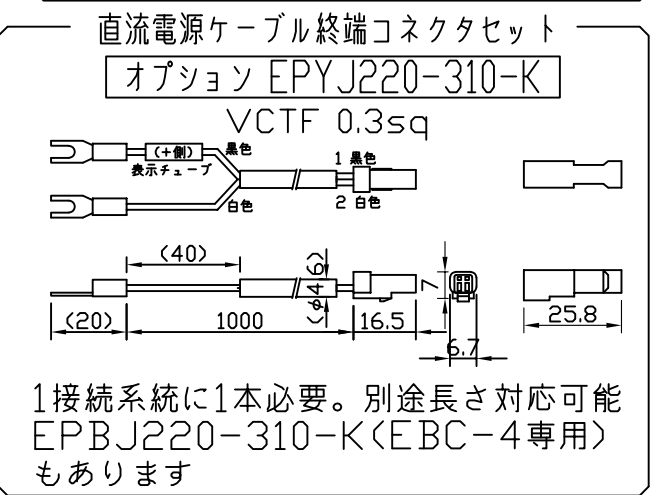 直流電源ケーブル終端コネクタセット
オプション EPYJ220-310-K
VCTF 0.3sq
(+側)
黒色
表示チューブ
1 黒色
白色
2 白色
(40)
(φ4.6)
7
(20)
1000
16.5
6.7
25.8
1接続系統に1本必要。別途長さ対応可能
EPBJ220-310-K(EBC-4専用)
もあります